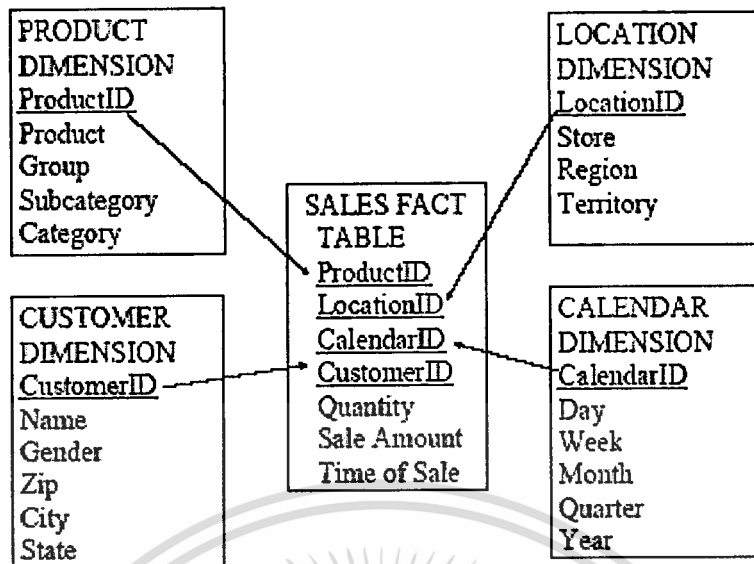 PRODUCT
DIMENSION
ProductID
Product
Group
Subcategory
Category
LOCATION
DIMENSION
LocationID
Store
Region
Territory
SALES FACT
TABLE
ProductID
LocationID
CalendarID
CustomerID
Quantity
Sale Amount
Time of Sale
CUSTOMER
DIMENSION
CustomerID
Name
Gender
Zip
City
State
CALENDAR
DIMENSION
CalendarID
Day
Week
Month
Quarter
Year